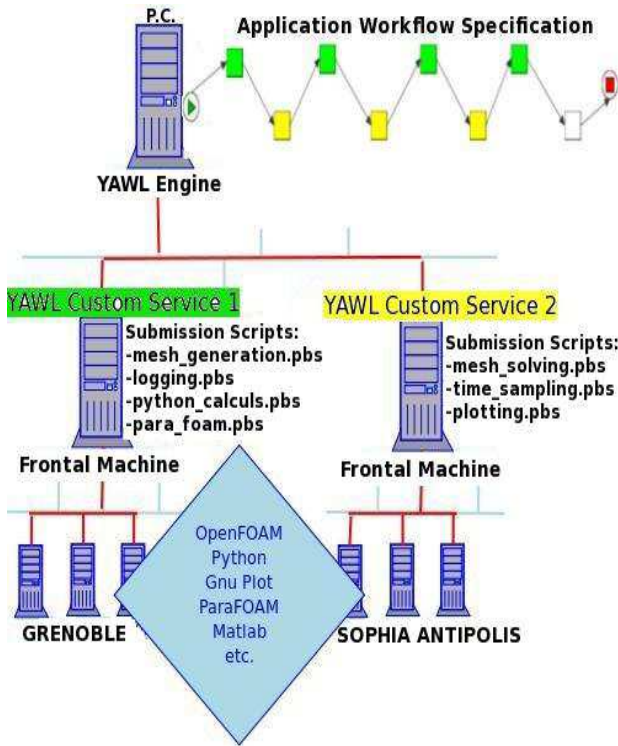 P.C.
Application Workflow Specification
YAWL Engine
YAWL Custom Service 1
Submission Scripts:
-mesh_generation.pbs
-logging.pbs
-python_calculs.pbs
-para_foam.pbs
Frontal Machine
YAWL Custom Service 2
Submission Scripts:
-mesh_solving.pbs
-time_sampling.pbs
-plotting.pbs
Frontal Machine
OpenFOAM
Python
Gnu Plot
ParaFOAM
Matlab
etc.
GRENOBLE
SOPHIA ANTIPOLIS